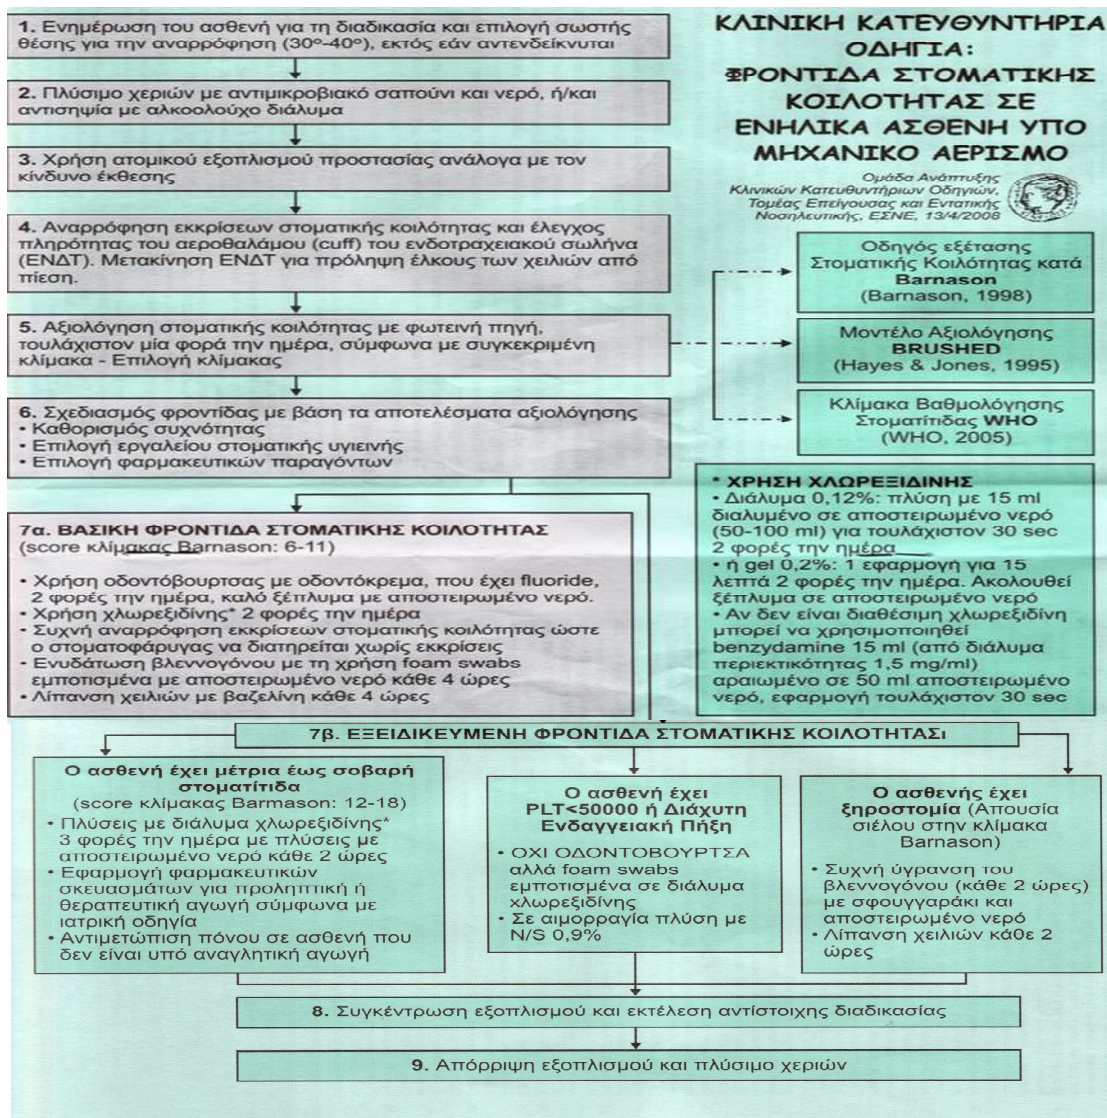 1. Ενημέρωση του ασθενή για τη διαδικασία και επιλογή σωστής
θέσης για την αναρρόφηση (30º-40º), εκτός εάν αντενδείκνυται
2. Πλύσιμο χεριών με αντιμικροβιακό σαπούνι και νερό, ή/και
αντισηψία με αλκοολούχο διάλυμα
3. Χρήση ατομικού εξοπλισμού προστασίας ανάλογα με τον
κίνδυνο έκθεσης
4. Αναρρόφηση εκκρίσεων στοματικής κοιλότητας και έλεγχος
πληρότητας του αεροθαλάμου (cuff) του ενδοτραχειακού σωλήνα
(ΕΝΔΤ). Μετακίνηση ΕΝΔΤ για πρόληψη έλκους των χειλιών από
πίεση.
5. Αξιολόγηση στοματικής κοιλότητας με φωτεινή πηγή,
τουλάχιστον μία φορά την ημέρα, σύμφωνα με συγκεκριμένη
κλίμακα - Επιλογή κλίμακας
6. Σχεδιασμός φροντίδας με βάση τα αποτελέσματα αξιολόγησης
• Καθορισμός συχνότητας
• Επιλογή εργαλείου στοματικής υγιεινής
• Επιλογή φαρμακευτικών παραγόντων
ΚΛΙΝΙΚΗ ΚΑΤΕΥΘΥΝΤΗΡΙΑ
ΟΔΗΓΙΑ:
ΦΡΟΝΤΙΔΑ ΣΤΟΜΑΤΙΚΗΣ
ΚΟΙΛΟΤΗΤΑΣ ΣΕ
ΕΝΗΛΙΚΑ ΑΣΘΕΝΗ ΥΠΟ
ΜΗΧΑΝΙΚΟ ΑΕΡΙΣΜΟ
Ομάδα Ανάπτυξης
Κλινικών Κατευθυντήριων Οδηγιών,
Τομέας Επείγουσας και Εντατικής
Νοσηλευτικής, ΕΣΝΕ, 13/4/2008
Οδηγός εξέτασης
Στοματικής Κοιλότητας κατά
Barnason
(Barnason, 1998)
Μοντέλο Αξιολόγησης
BRUSHED
(Hayes & Jones, 1995)
Κλίμακα Βαθμολόγησης
Στοματίτιδας WHO
(WHO, 2005)
7α. ΒΑΣΙΚΗ ΦΡΟΝΤΙΔΑ ΣΤΟΜΑΤΙΚΗΣ ΚΟΙΛΟΤΗΤΑΣ
(score κλίμακας Barnason: 6-11)
• Χρήση οδοντόβουρτσας με οδοντόκρεμα, που έχει fluoride,
2 φορές την ημέρα, καλό ξέπλυμα με αποστειρωμένο νερό.
• Χρήση χλωρεξιδίνης* 2 φορές την ημέρα
• Συχνή αναρρόφηση εκκρίσεων στοματικής κοιλότητας ώστε
ο στοματοφάρυγας να διατηρείται χωρίς εκκρίσεις
• Ενυδάτωση βλεννογόνου με τη χρήση foam swabs
εμποτισμένα με αποστειρωμένο νερό κάθε 4 ώρες
• Λίπανση χειλιών με βαζελίνη κάθε 4 ώρες
* ΧΡΗΣΗ ΧΛΩΡΕΞΙΔΙΝΗΣ
• Διάλυμα 0,12%: πλύση με 15 ml
διαλυμένο σε αποστειρωμένο νερό
(50-100 ml) για τουλάχιστον 30 sec
2 φορές την ημέρα
• ή gel 0,2%: 1 εφαρμογή για 15
λεπτά 2 φορές την ημέρα. Ακολουθεί
ξέπλυμα σε αποστειρωμένο νερό
• Αν δεν είναι διαθέσιμη χλωρεξιδίνη
μπορεί να χρησιμοποιηθεί
benzydamine 15 ml (από διάλυμα
περιεκτικότητας 1,5 mg/ml)
αραιωμένο σε 50 ml αποστειρωμένο
νερό, εφαρμογή τουλάχιστον 30 sec
7β. ΕΞΕΙΔΙΚΕΥΜΕΝΗ ΦΡΟΝΤΙΔΑ ΣΤΟΜΑΤΙΚΗΣ ΚΟΙΛΟΤΗΤΑΣι
Ο ασθενή έχει μέτρια έως σοβαρή
στοματίτιδα
(score κλίμακας Barmason: 12-18)
• Πλύσεις με διάλυμα χλωρεξιδίνης*
3 φορές την ημέρα με πλύσεις με
αποστειρωμένο νερό κάθε 2 ώρες
• Εφαρμογή φαρμακευτικών
σκευασμάτων για προληπτική ή
θεραπευτική αγωγή σύμφωνα με
ιατρική οδηγία
• Αντιμετώπιση πόνου σε ασθενή που
δεν είναι υπό αναγλητική αγωγή
Ο ασθενή έχει
PLT<50000 ή Διάχυτη
Ενδαγγειακή Πήξη
• ΟΧΙ ΟΔΟΝΤΟΒΟΥΡΤΣΑ
αλλά foam swabs
εμποτισμένα σε διάλυμα
χλωρεξιδίνης
• Σε αιμορραγία πλύση με
N/S 0,9%
Ο ασθενής έχει
ξηροστομία (Απουσία
σιέλου στην κλίμακα
Barnason)
• Συχνή ύγρανση του
βλεννογόνου (κάθε 2 ώρες)
με σφουγγαράκι και
αποστειρωμένο νερό
• Λίπανση χειλιών κάθε 2
ώρες
8. Συγκέντρωση εξοπλισμού και εκτέλεση αντίστοιχης διαδικασίας
9. Απόρριψη εξοπλισμού και πλύσιμο χεριών